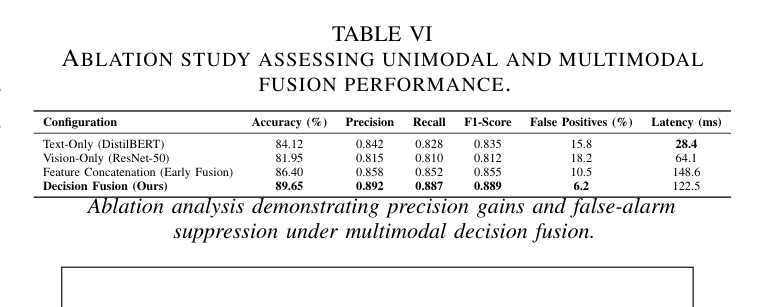 TABLE VI
ABLATION STUDY ASSESSING UNIMODAL AND MULTIMODAL
FUSION PERFORMANCE.
Configuration Accuracy (%) Precision Recall F1-Score False Positives (%) Latency (ms)
Text-Only (DistilBERT) 84.12 0.842 0.828 0.835 15.8 28.4
Vision-Only (ResNet-50) 81.95 0.815 0.810 0.812 18.2 64.1
Feature Concatenation (Early Fusion) 86.40 0.858 0.852 0.855 10.5 148.6
Decision Fusion (Ours) 89.65 0.892 0.887 0.889 6.2 122.5
Ablation analysis demonstrating precision gains and false-alarm
suppression under multimodal decision fusion.